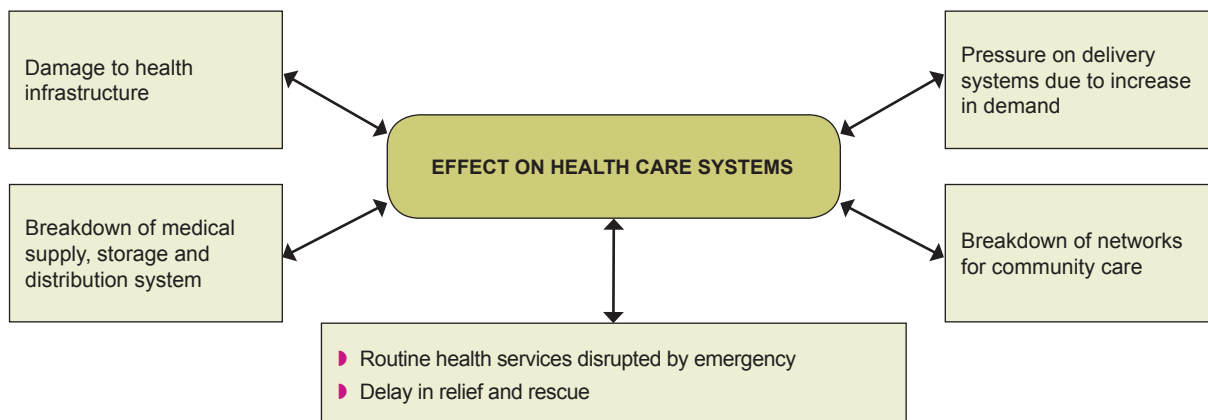 Damage to health
infrastructure
Pressure on delivery
systems due to increase
in demand
EFFECT ON HEALTH CARE SYSTEMS
Breakdown of medical
supply, storage and
distribution system
Breakdown of networks
for community care
Routine health services disrupted by emergency
Delay in relief and rescue